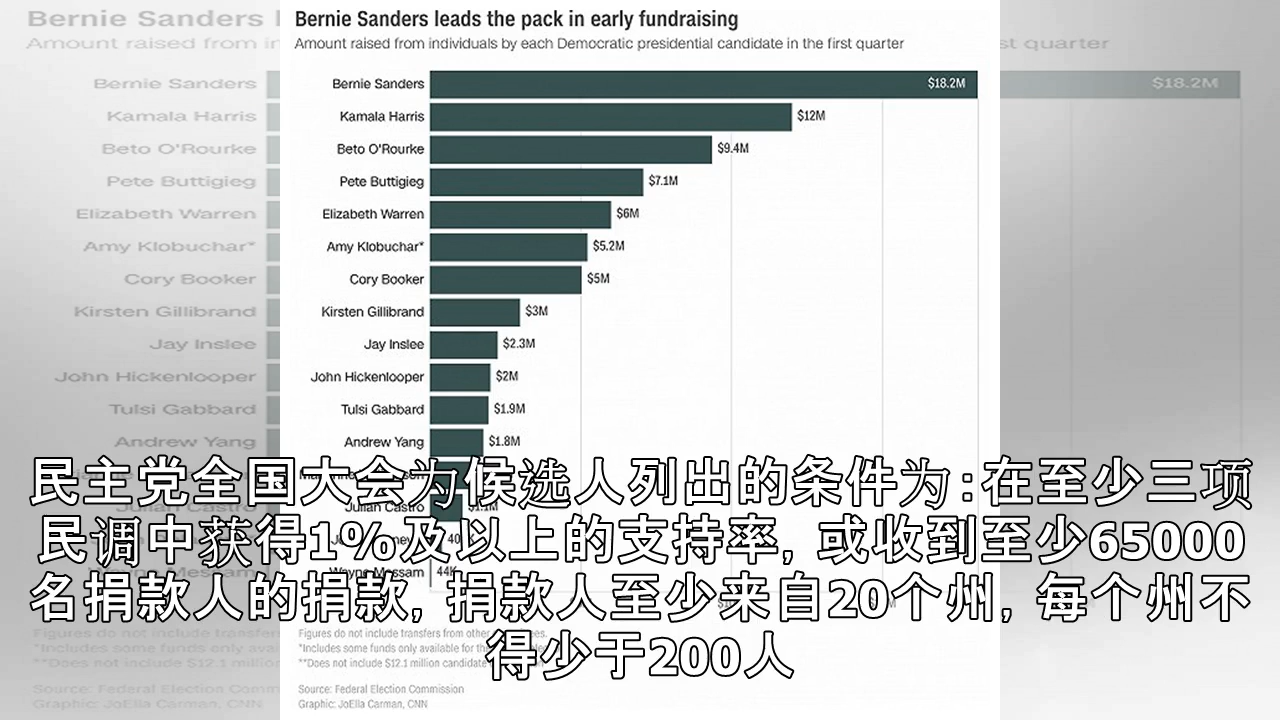 Bernie Sanders leads the pack in early fundraising
Amount raised from individuals by each Democratic presidential candidate in the first quarter
Bernie Sanders $18.2M
Kamala Harris $12M
Beto O'Rourke $9.4M
Pete Buttigieg $7.1M
Elizabeth Warren $6M
Amy Klobuchar* $5.2M
Cory Booker $5M
Kirsten Gillibrand $3M
Jay Inslee $2.3M
John Hickenlooper $2M
Tulsi Gabbard $1.9M
Andrew Yang $1.8M
Julian Castro $1.1M
Wayne Messam 44K
民主党全国大会为候选人列出的条件为:在至少三项
民调中获得1%及以上的支持率, 或收到至少65000
名捐款人的捐款, 捐款人至少来自20个州, 每个州不
得少于200人
Figures do not include transfers from other
*Includes some funds only available for the
**Does not include $12.1 million candidate
Source: Federal Election Commission
Graphic: JoElla Carman, CNN